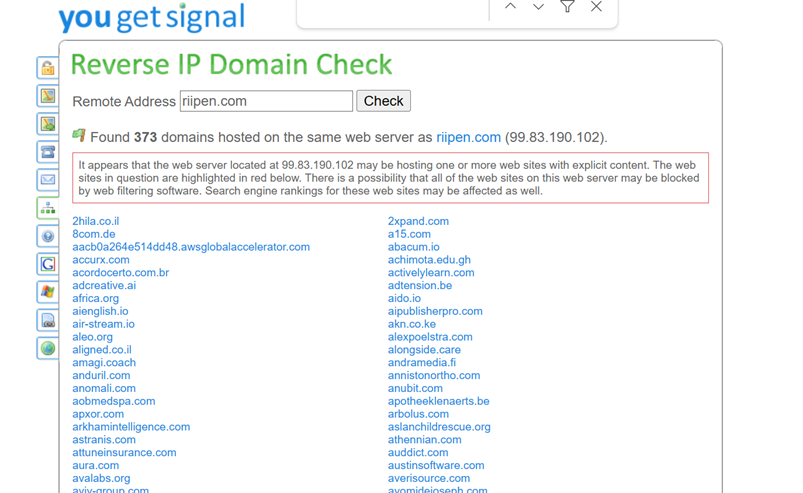 you get signal
Reverse IP Domain Check
Remote Address riipen.com Check
Found 373 domains hosted on the same web server as riipen.com (99.83.190.102).
It appears that the web server located at 99.83.190.102 may be hosting one or more web sites with explicit content. The web
sites in question are highlighted in red below. There is a possibility that all of the web sites on this web server may be blocked
by web filtering software. Search engine rankings for these web sites may be affected as well.
2hila.co.il 2xpand.com
8com.de a15.com
aacb0a264e514dd48.awsglobalaccelerator.com abacum.io
accurx.com achimota.edu.gh
acordocerto.com.br activelylearn.com
adcreative.ai adtension.be
africa.org aido.io
aienglish.io aipublisherpro.com
air-stream.io akn.co.ke
aleo.org alexpoelstra.com
aligned.co.il alongside.care
amagi.coach andramedia.fi
anduril.com annistonortho.com
anomali.com anubit.com
aobmedspa.com apotheeklenaerts.be
apxor.com arbolus.com
arkhamintelligence.com aslanchildrescue.org
astranis.com athennian.com
attuneinsurance.com auddict.com
aura.com austinsoftware.com
avalabs.org averisource.com
aviv-group.com avomidejoseph.com